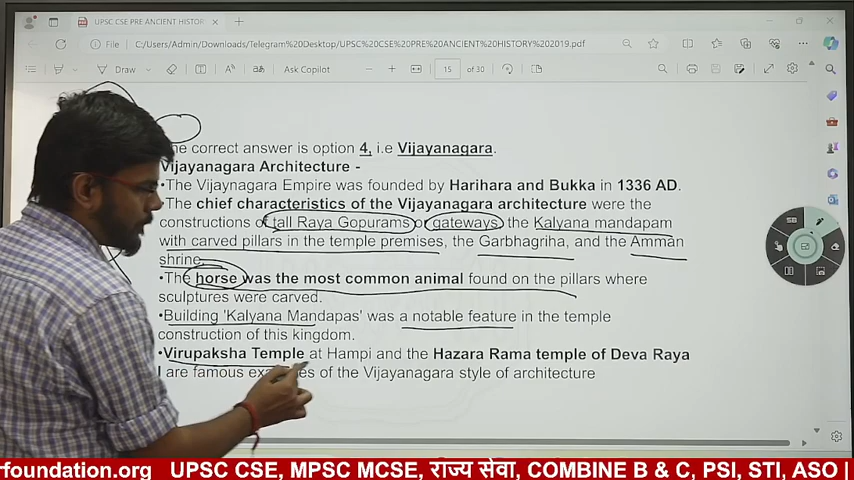 UPSC CSE PRE ANCIENT HISTOR
File C:/Users/Admin/Downloads/Telegram%20Desktop/UPSC%20CSE%20PRE%20ANCIENT%20HISTORY%202019.pdf
Draw Ask Copilot 15 of 30
he correct answer is option 4, i.e Vijayanagara.
Vijayanagara Architecture -
•The Vijaynagara Empire was founded by Harihara and Bukka in 1336 AD.
•The chief characteristics of the Vijayanagara architecture were the
constructions of tall Raya Gopurams or gateways, the Kalyana mandapam
with carved pillars in the temple premises, the Garbhagriha, and the Amman
shrine.
•The horse was the most common animal found on the pillars where
sculptures were carved.
•Building 'Kalyana Mandapas' was a notable feature in the temple
construction of this kingdom.
•Virupaksha Temple at Hampi and the Hazara Rama temple of Deva Raya
I are famous examples of the Vijayanagara style of architecture
foundation.org UPSC CSE, MPSC MCSE, राज्य सेवा, COMBINE B & C, PSI, STI, ASO |